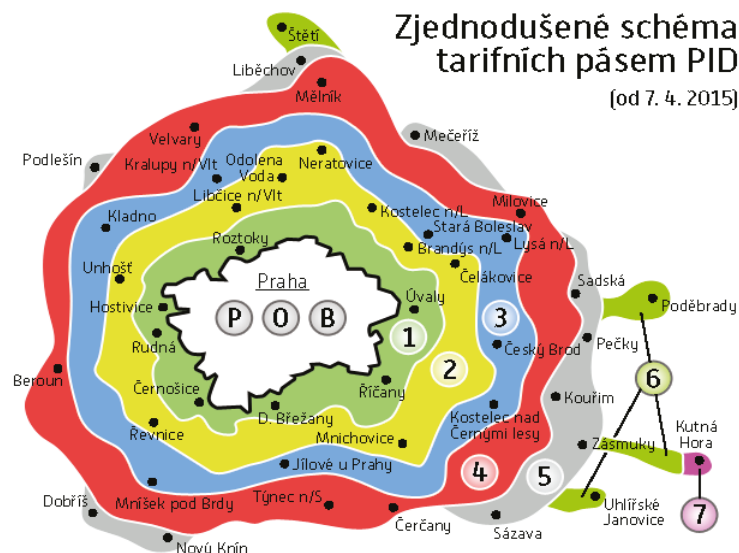 Zjednodušené schéma
tarifních pásem PID
(od 7. 4. 2015)
Štětí
Liběchov
Mělník
Mečeříž
Velvary
Podlešín
Kralupy n/Vlt
Odolena
Voda
Neratovice
Libčice n/Vlt
Milovice
Kostelec n/L
Stará Boleslav
Kladno
Lysá n/L
Brandýs n/L
Roztoky
Čelákovice
Unhošť
Praha
Sadská
Poděbrady
Hostivice
Úvaly
P O B
1
3
Rudná
Český Brod
Pečky
2
6
Beroun
Černošice
Říčany
Kouřim
D. Břežany
Kostelec nad
Černými lesy
Kutná
Hora
Řevnice
Mnichovice
Zásmuky
Jílové u Prahy
4
5
Mníšek pod Brdy
Týnec n/S
Dobříš
Čerčany
Uhlířské
Janovice
7
Sázava
Nový Knín